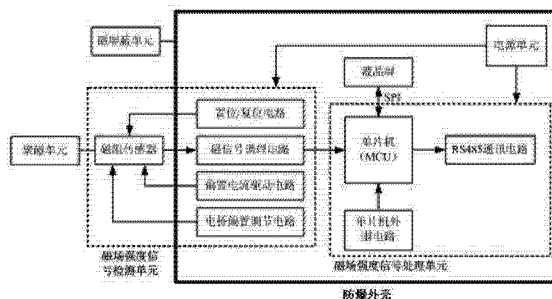 磁屏蔽单元
电源单元
液晶屏
SPI
置位/复位电路
聚磁单元
磁阻传感器
磁信号调理电路
单片机
(MCU)
RS485通讯电路
偏置电流驱动电路
电桥偏置调节电路
单片机外
围电路
磁场强度信
号检测单元
磁场强度信号处理单元
防爆外壳